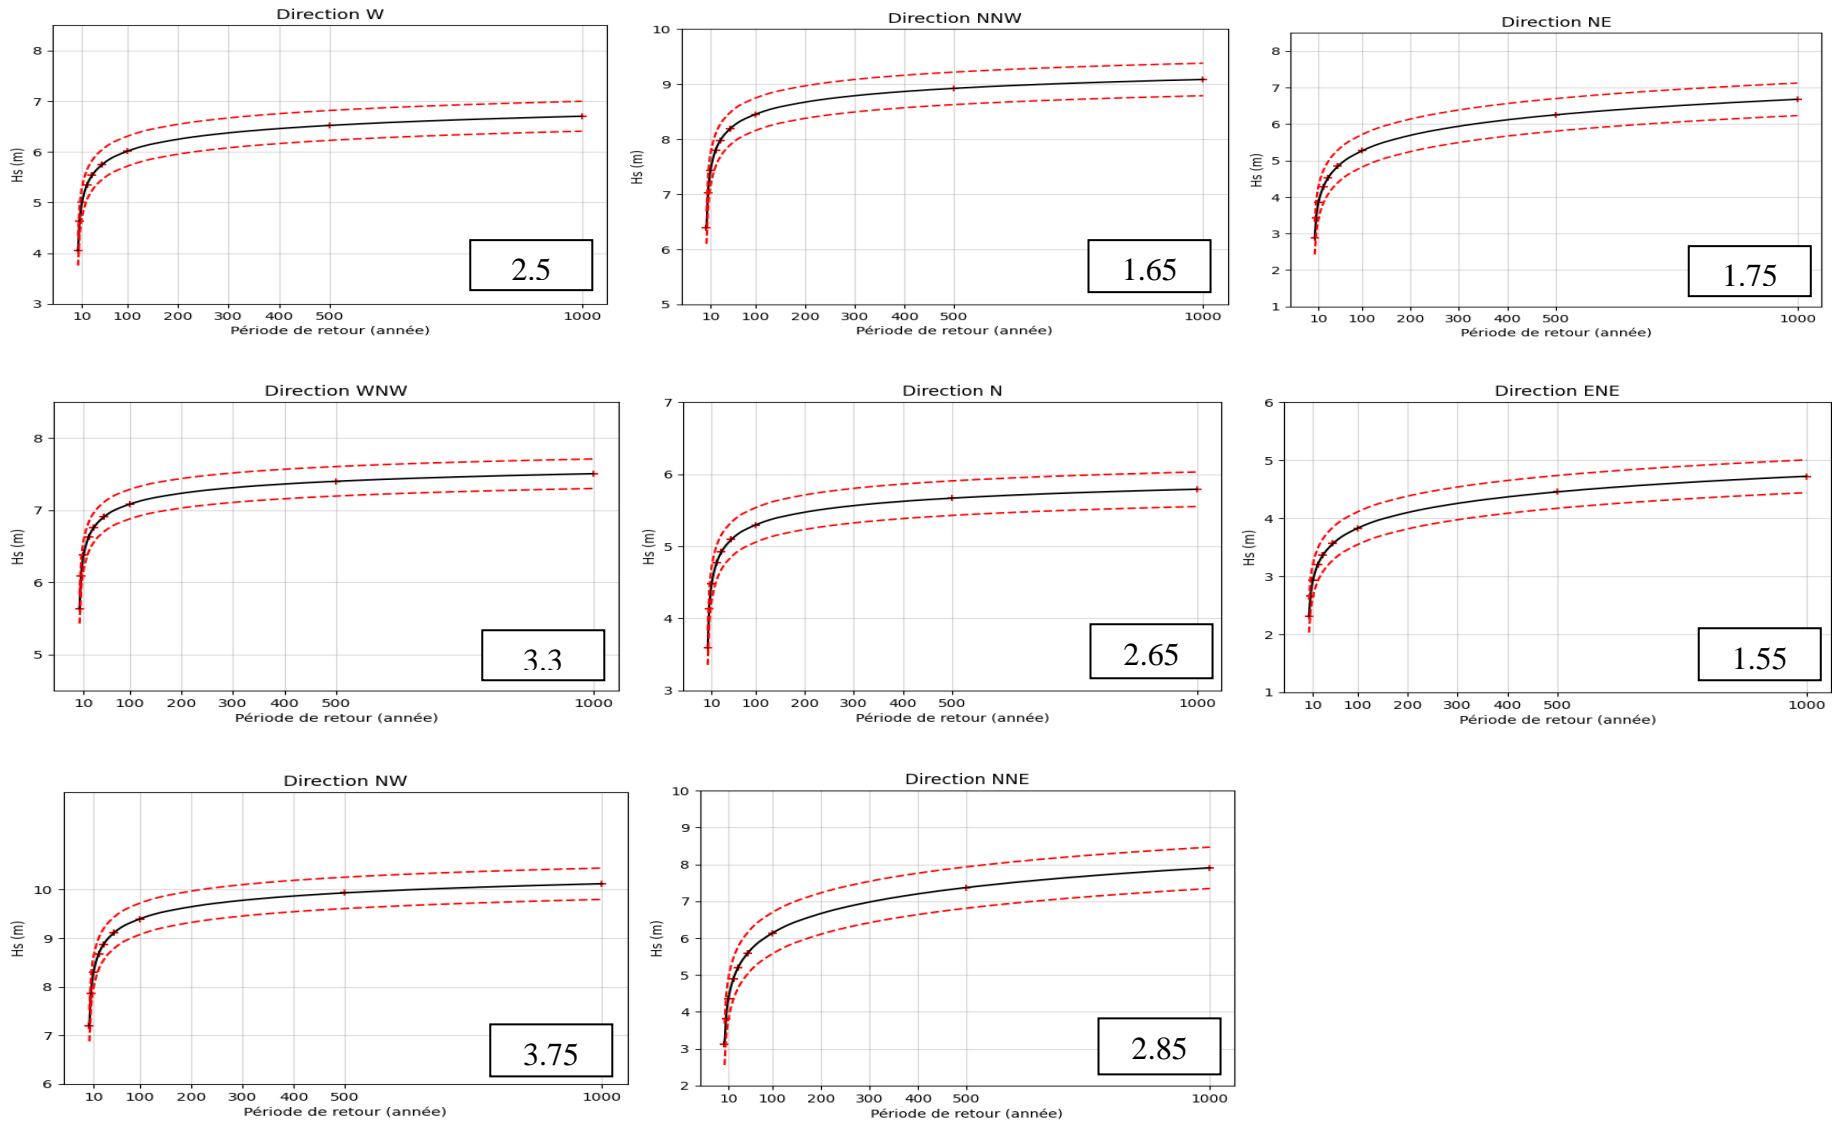 Direction W
8
7
6
5
4
3
Hs (m)
2.5
10 100 200 300 400 500 1000
Période de retour (année)
Direction NNW
10
9
8
7
6
5
Hs (m)
1.65
10 100 200 300 400 500 1000
Période de retour (année)
Direction NE
8
7
6
5
4
3
2
1
Hs (m)
1.75
10 100 200 300 400 500 1000
Période de retour (année)
Direction WNW
8
7
6
5
Hs (m)
3.3
10 100 200 300 400 500 1000
Période de retour (année)
Direction N
7
6
5
4
3
Hs (m)
2.65
10 100 200 300 400 500 1000
Période de retour (année)
Direction ENE
6
5
4
3
2
1
Hs (m)
1.55
10 100 200 300 400 500 1000
Période de retour (année)
Direction NW
10
9
8
7
6
Hs (m)
3.75
10 100 200 300 400 500 1000
Période de retour (année)
Direction NNE
10
9
8
7
6
5
4
3
2
Hs (m)
2.85
10 100 200 300 400 500 1000
Période de retour (année)